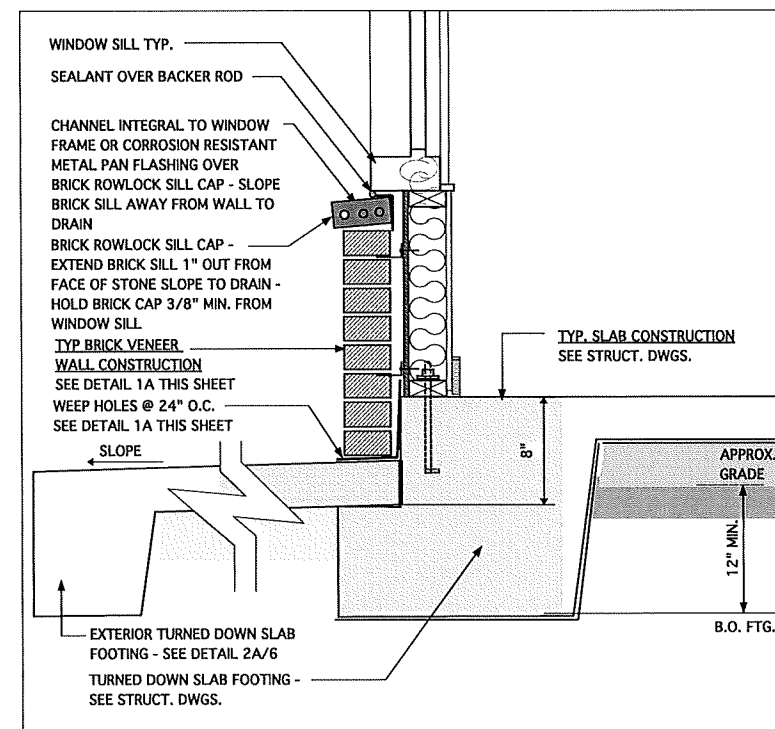 WINDOW SILL TYP.
SEALANT OVER BACKER ROD
CHANNEL INTEGRAL TO WINDOW
FRAME OR CORROSION RESISTANT
METAL PAN FLASHING OVER
BRICK ROWLOCK SILL CAP - SLOPE
BRICK SILL AWAY FROM WALL TO
DRAIN
BRICK ROWLOCK SILL CAP -
EXTEND BRICK SILL 1" OUT FROM
FACE OF STONE SLOPE TO DRAIN -
HOLD BRICK CAP 3/8" MIN. FROM
WINDOW SILL
TYP BRICK VENEER
WALL CONSTRUCTION
SEE DETAIL 1A THIS SHEET
WEEP HOLES @ 24" O.C.
SEE DETAIL 1A THIS SHEET
SLOPE
TYP. SLAB CONSTRUCTION
SEE STRUCT. DWGS.
8"
APPROX.
GRADE
12" MIN.
B.O. FTG.
EXTERIOR TURNED DOWN SLAB
FOOTING - SEE DETAIL 2A/6
TURNED DOWN SLAB FOOTING -
SEE STRUCT. DWGS.